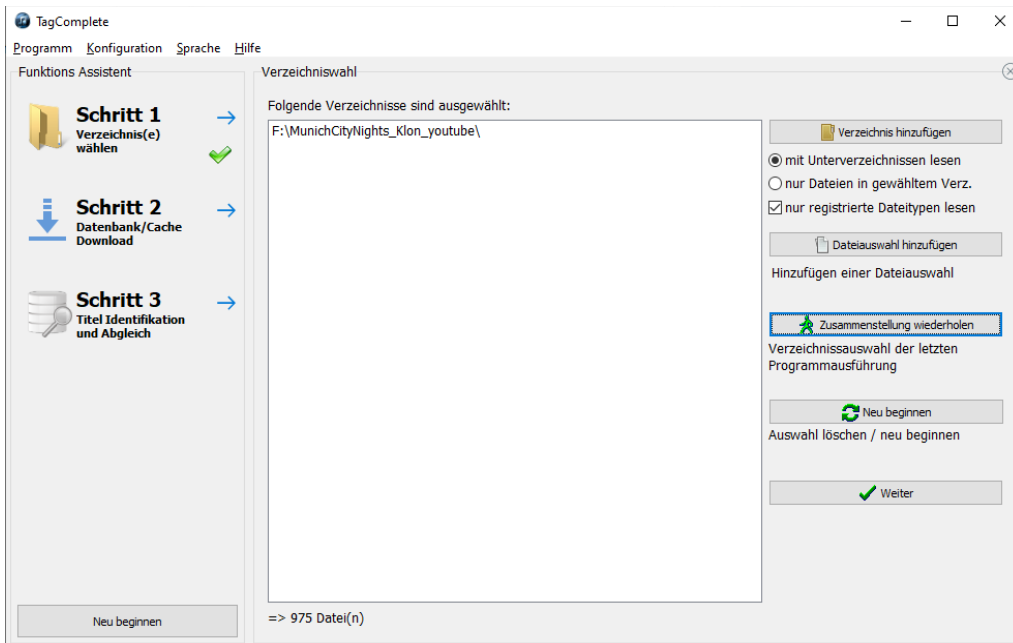 TagComplete
Programm Konfiguration Sprache Hilfe
Funktions Assistent
Schritt 1
Verzeichnis(e)
wählen
Schritt 2
Datenbank/Cache
Download
Schritt 3
Titel Identifikation
und Abgleich
Neu beginnen
Verzeichniswahl
Folgende Verzeichnisse sind ausgewählt:
F:\MunichCityNights_Klon_youtube\
=> 975 Datei(n)
Verzeichnis hinzufügen
mit Unterverzeichnissen lesen
nur Dateien in gewähltem Verz.
nur registrierte Dateitypen lesen
Dateiauswahl hinzufügen
Hinzufügen einer Dateiauswahl
Zusammenstellung wiederholen
Verzeichnissauswahl der letzten
Programmausführung
Neu beginnen
Auswahl löschen / neu beginnen
Weiter